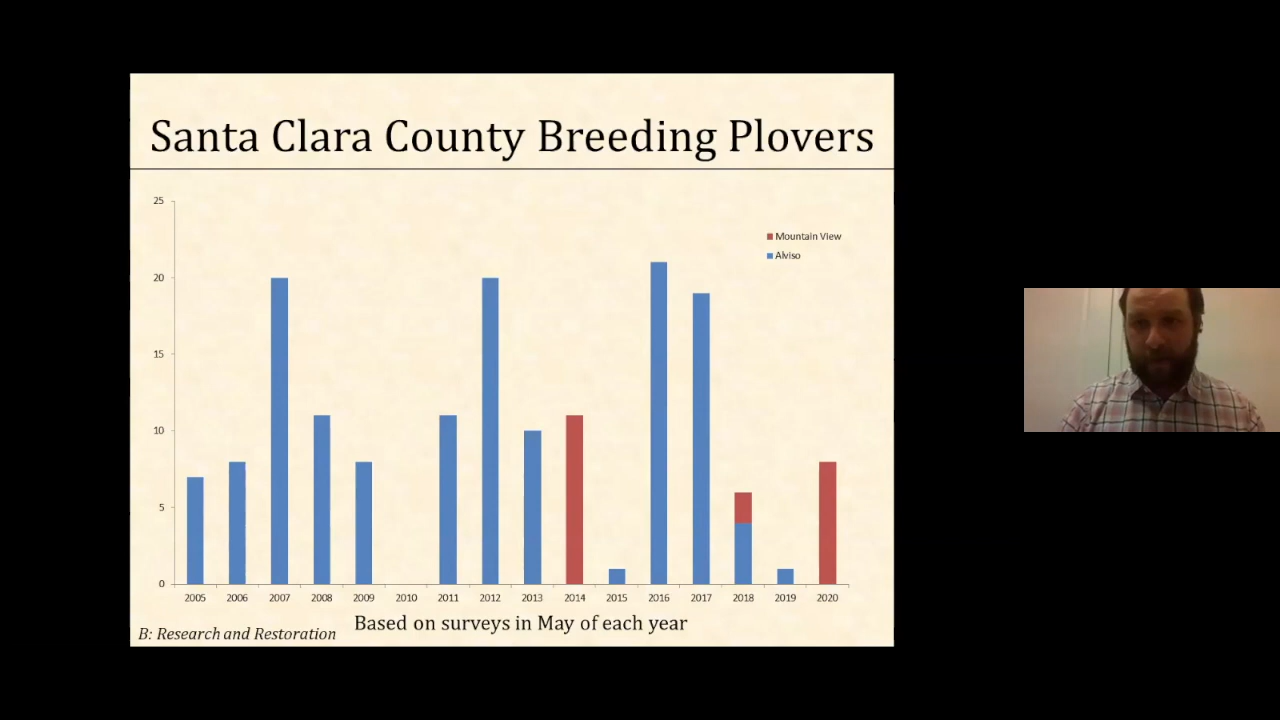 Santa Clara County Breeding Plovers
25
20
15
10
5
0
Mountain View
Alviso
2005 2006 2007 2008 2009 2010 2011 2012 2013 2014 2015 2016 2017 2018 2019 2020
Based on surveys in May of each year
B: Research and Restoration